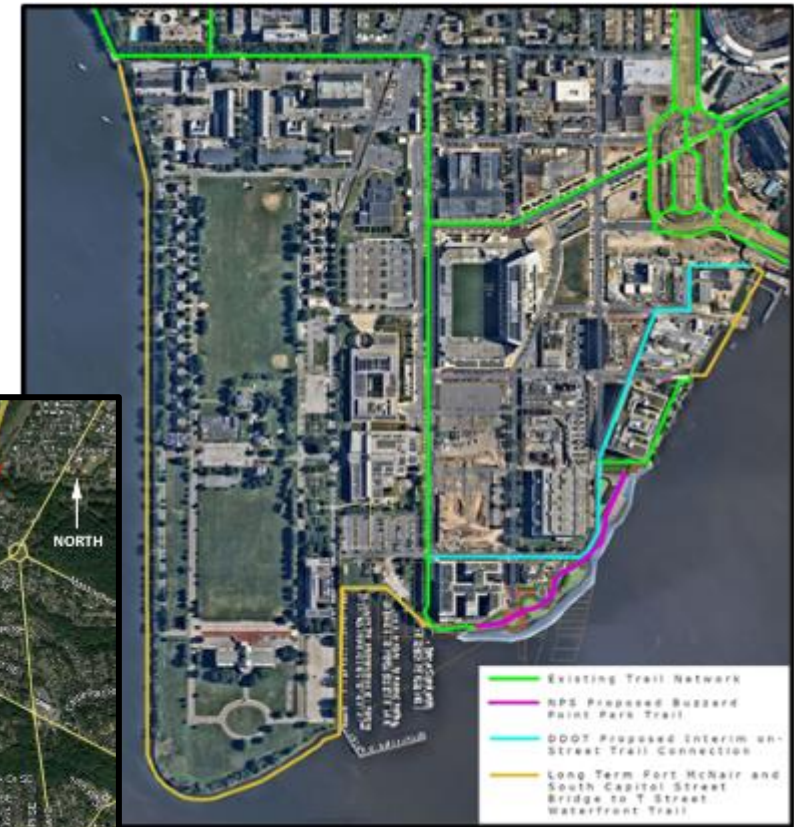 NORTH
Existing Trail Network
NPS Proposed Buzzard
Point Park Trail
DDOT Proposed Interim on-
Street Trail Connection
Long Term Fort McNair and
South Capitol Street
Bridge to T Street
Waterfront Trail